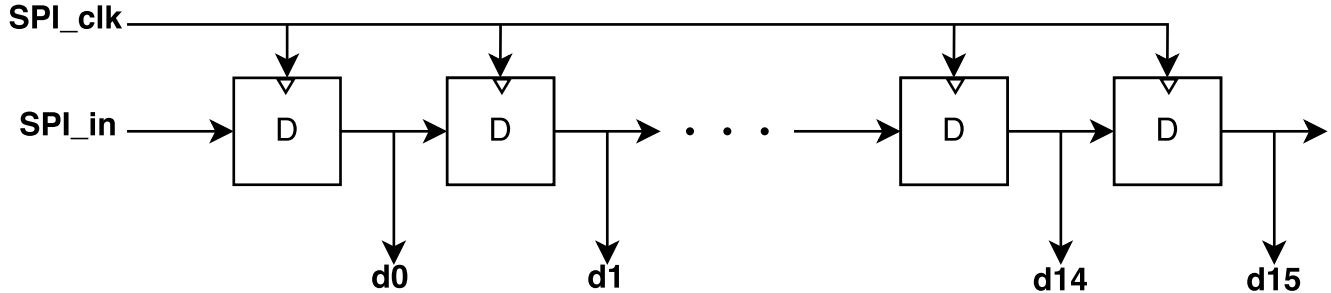 SPI_clk
SPI_in
D D . . . D D
d0 d1 d14 d15